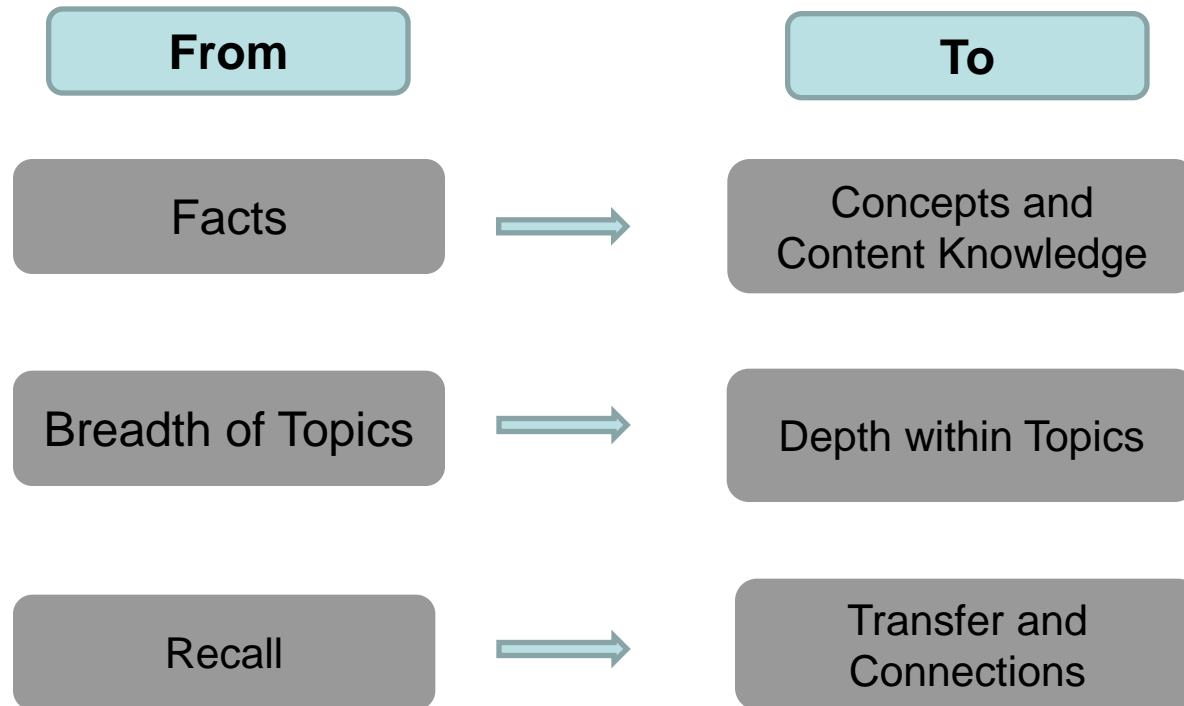 From
To
Facts
Concepts and
Content Knowledge
Breadth of Topics
Depth within Topics
Recall
Transfer and
Connections